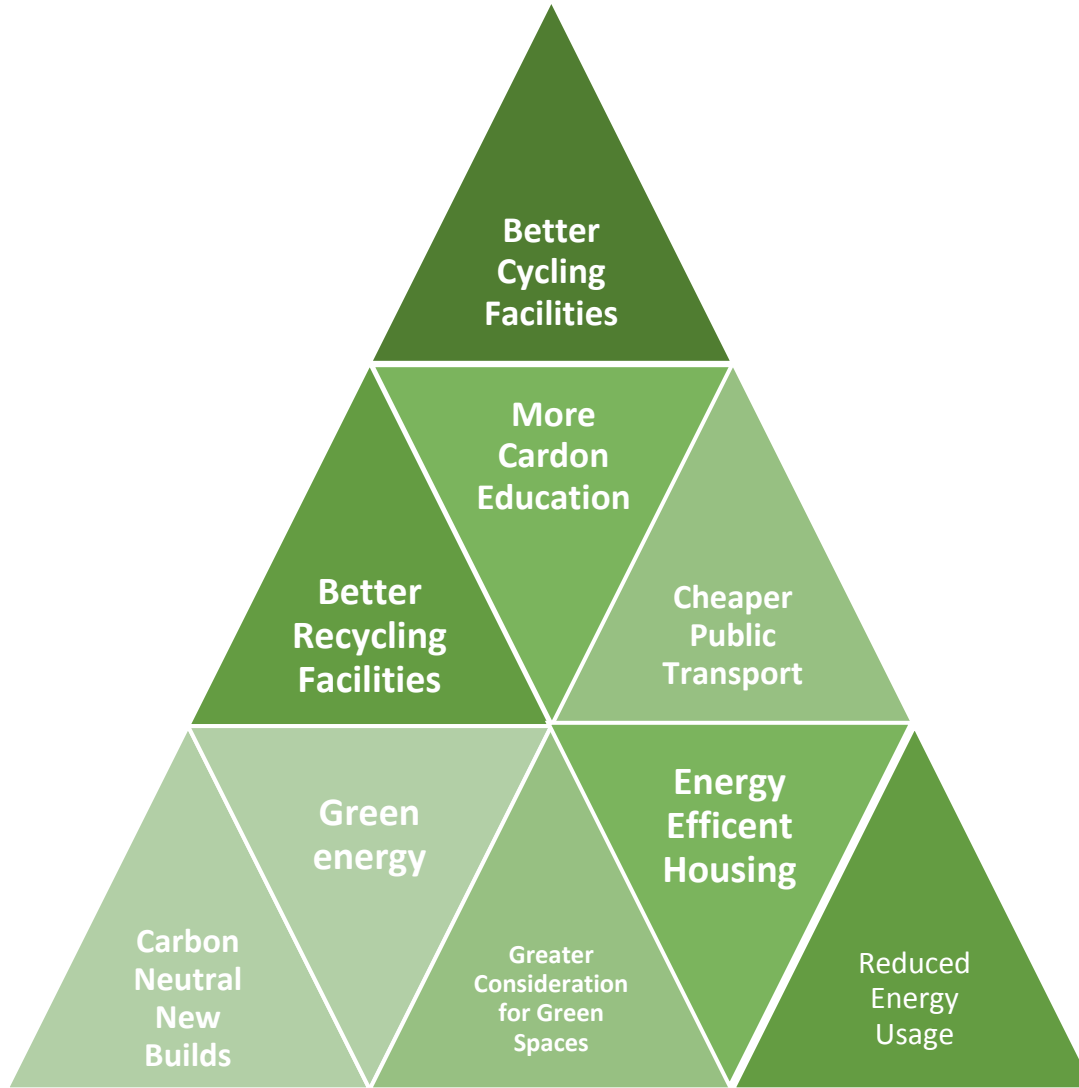 Better
Cycling
Facilities
More
Cardon
Education
Better
Recycling
Facilities
Cheaper
Public
Transport
Carbon
Neutral
New
Builds
Green
energy
Greater
Consideration
for Green
Spaces
Energy
Efficent
Housing
Reduced
Energy
Usage